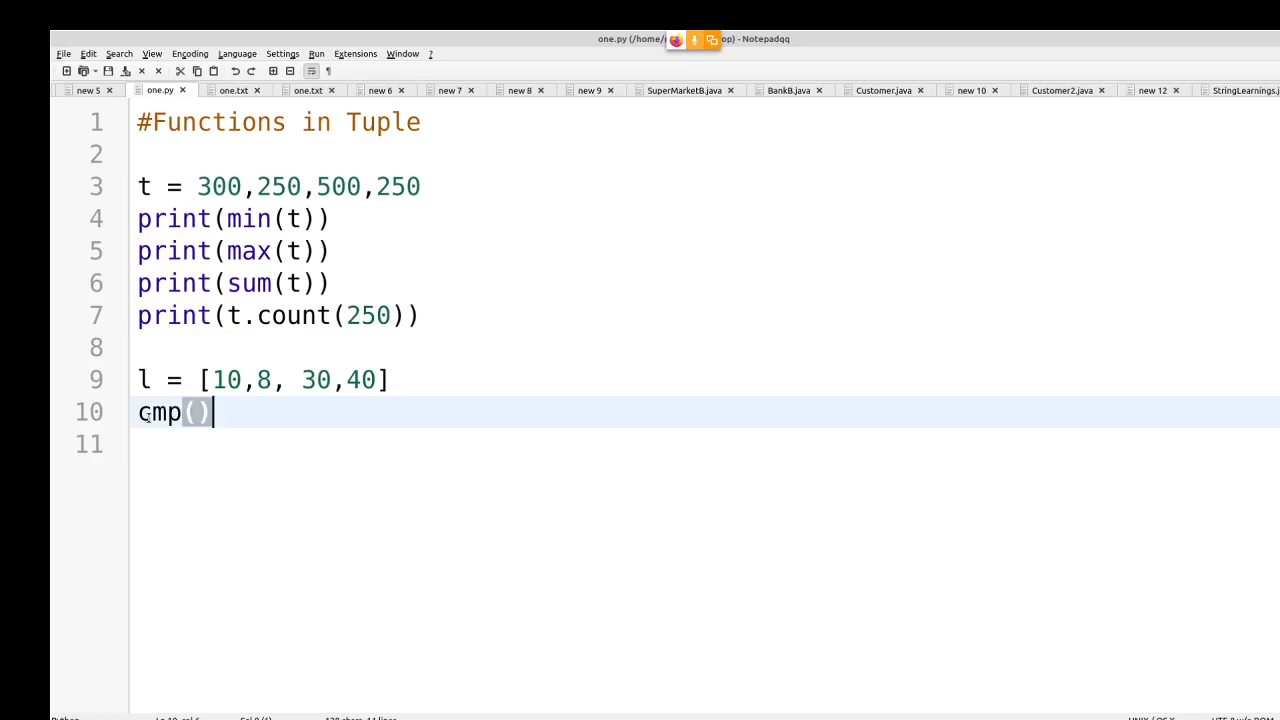 one.py (/home/ op) - Notepadqq
File Edit Search View Encoding Language Settings Run Extensions Window ?
new 5 one.py one.txt one.txt new 6 new 7 new 8 new 9 SuperMarketB.java BankB.java Customer.java new 10 Customer2.java new 12 StringLearnings.j
1 #Functions in Tuple
2
3 t = 300,250,500,250
4 print(min(t))
5 print(max(t))
6 print(sum(t))
7 print(t.count(250))
8
9 l = [10,8, 30,40]
10 cmp()
11